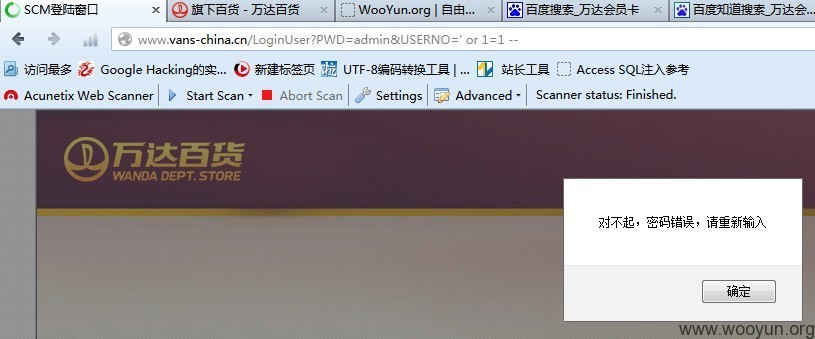 SCM登陆窗口
旗下百货 - 万达百货
WooYun.org | 自由...
百度搜索_万达会员卡
百度知道搜索_万达会...
www.vans-china.cn/LoginUser?PWD=admin&USERNO=' or 1=1 --
访问最多
Google Hacking的实...
新建标签页
UTF-8编码转换工具 | ...
站长工具
Access SQL注入参考
Acunetix Web Scanner
Start Scan
Abort Scan
Settings
Advanced
Scanner status: Finished.
万达百货
WANDA DEPT. STORE
对不起，密码错误，请重新输入
确定
www.wooyun.org